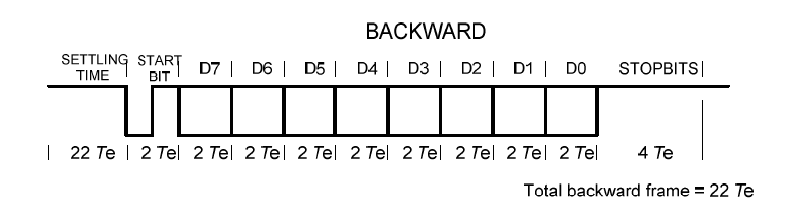 BACKWARD
SETTLING TIME | START BIT | D7 | D6 | D5 | D4 | D3 | D2 | D1 | D0 STOPBITS|
| 22 Te | 2 Te| 2 Te| 2 Te| 2 Te| 2 Te| 2 Te| 2 Te| 2 Te| 2 Te| 4 Te |
Total backward frame = 22 Te